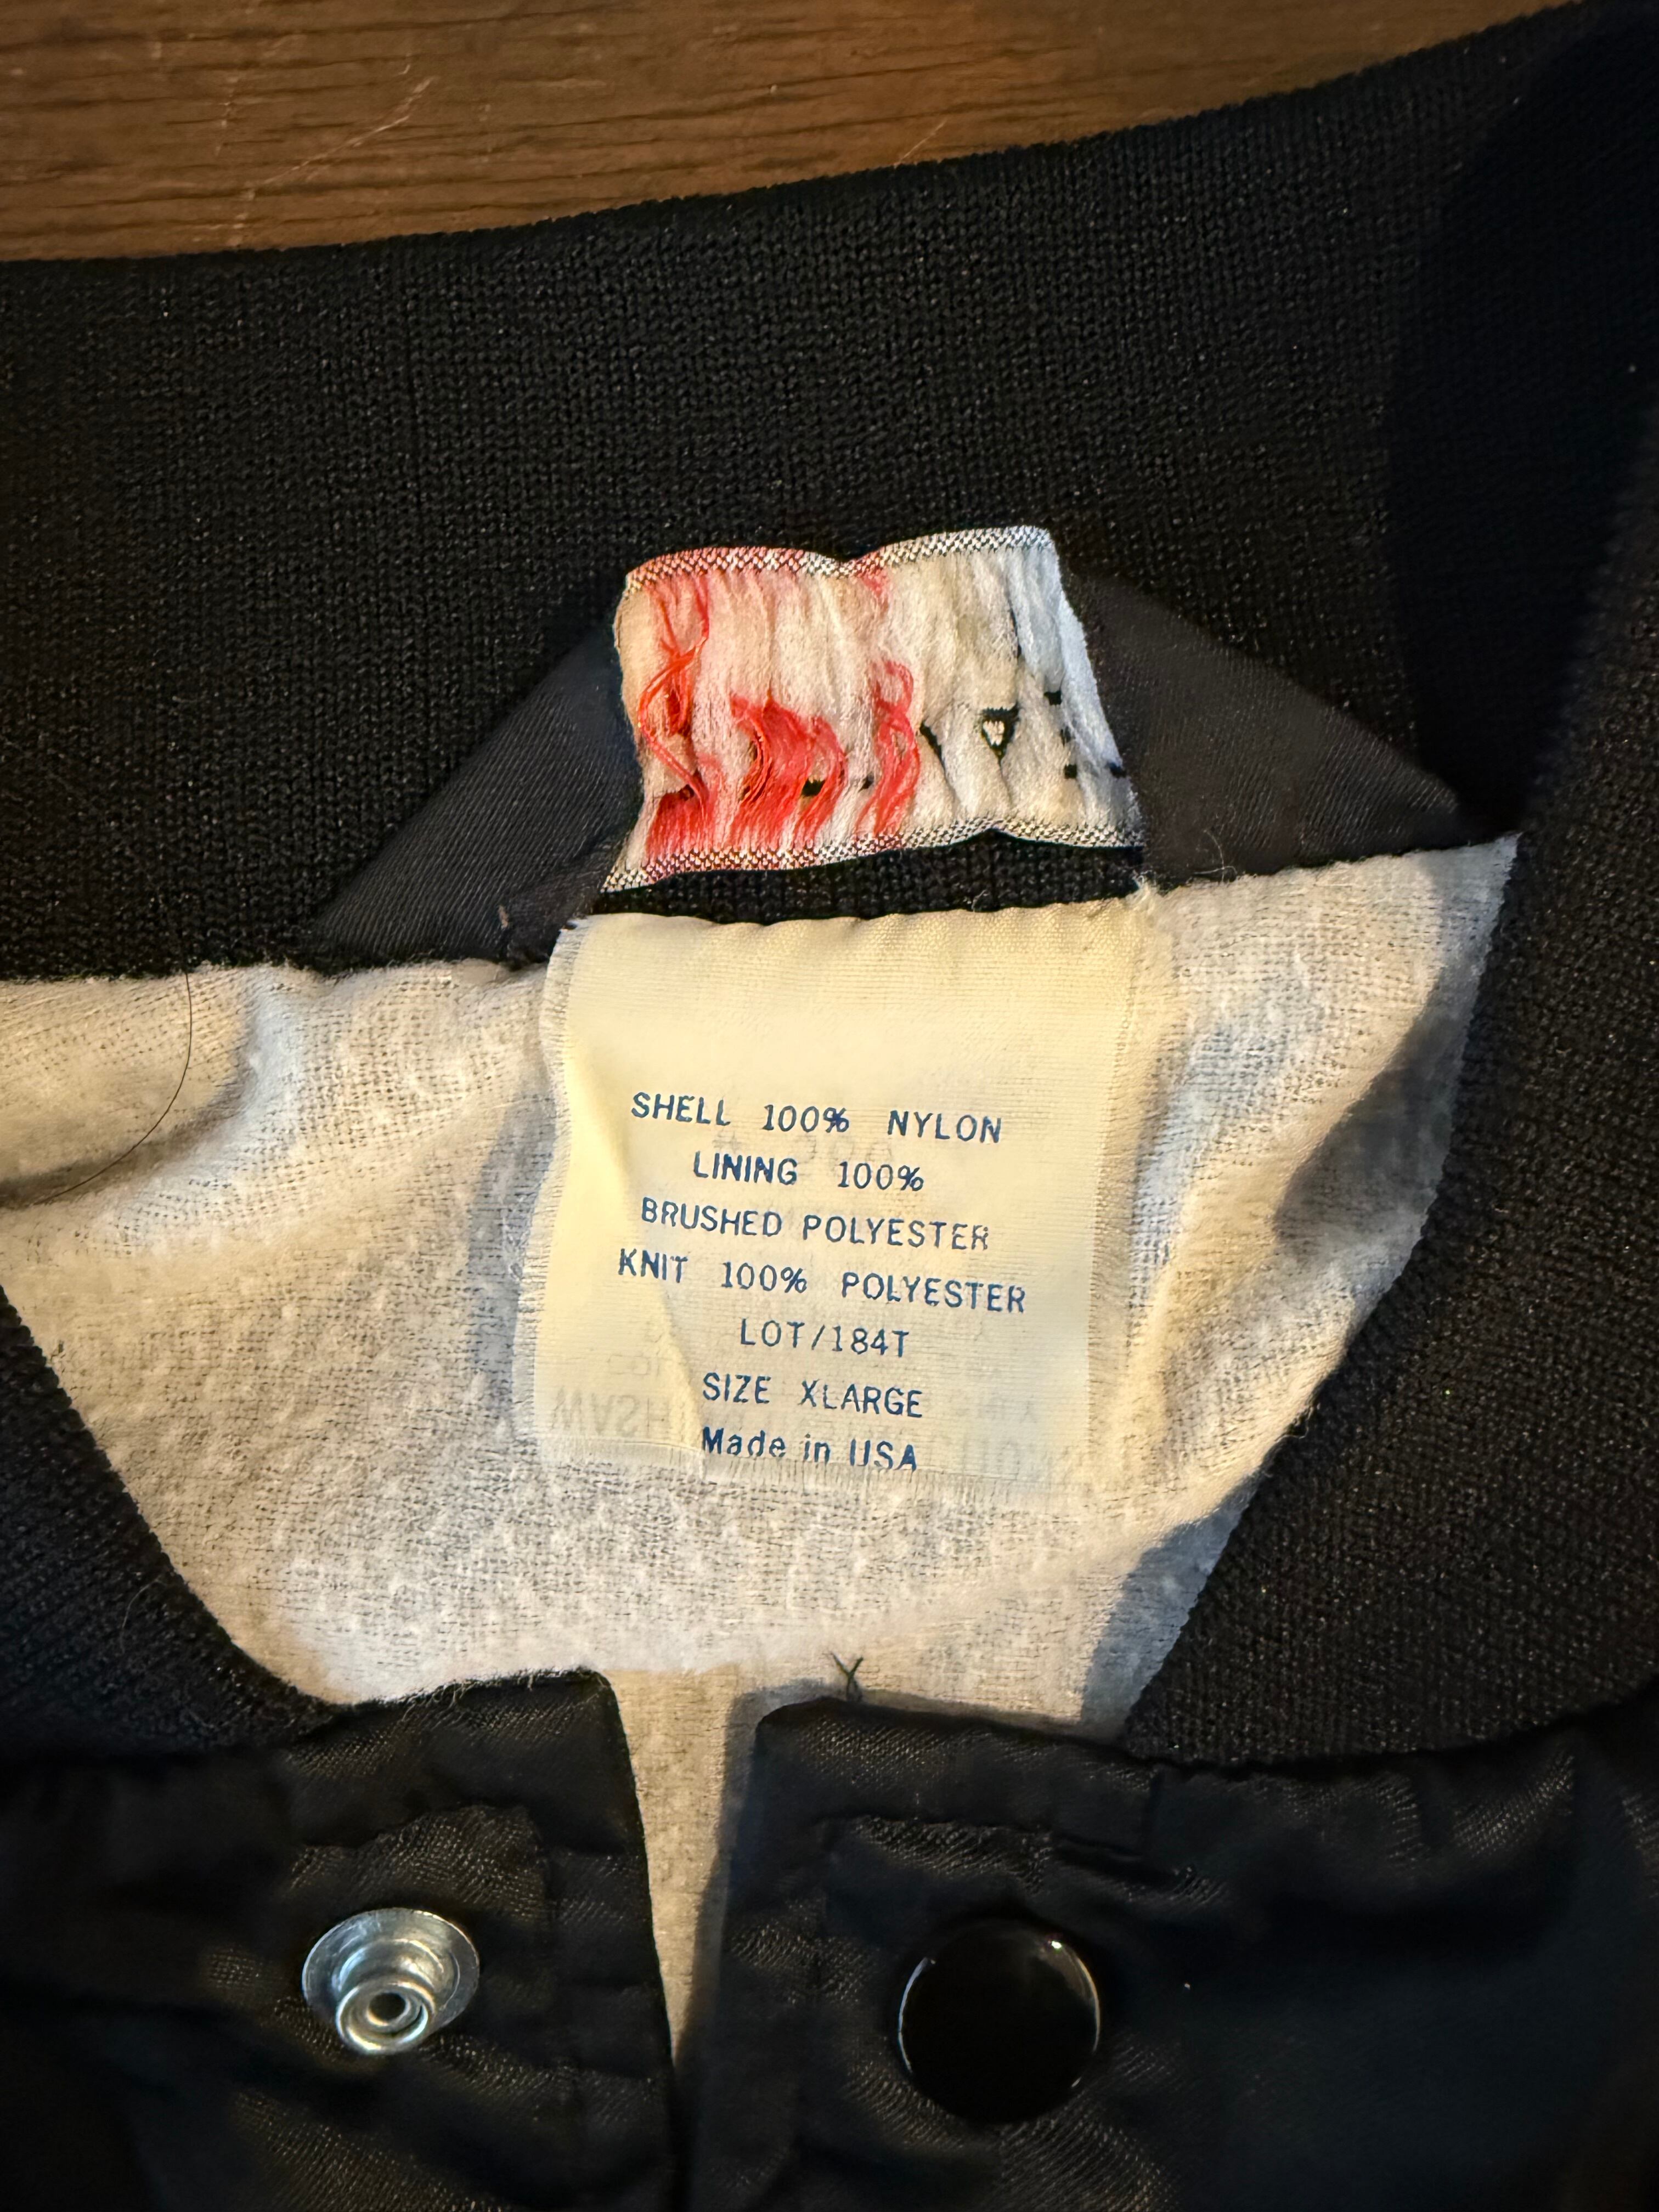 SHELL 100% NYLON
LINING 100%
BRUSHED POLYESTER
KNIT 100% POLYESTER
LOT/184T
SIZE XLARGE
Made in USA